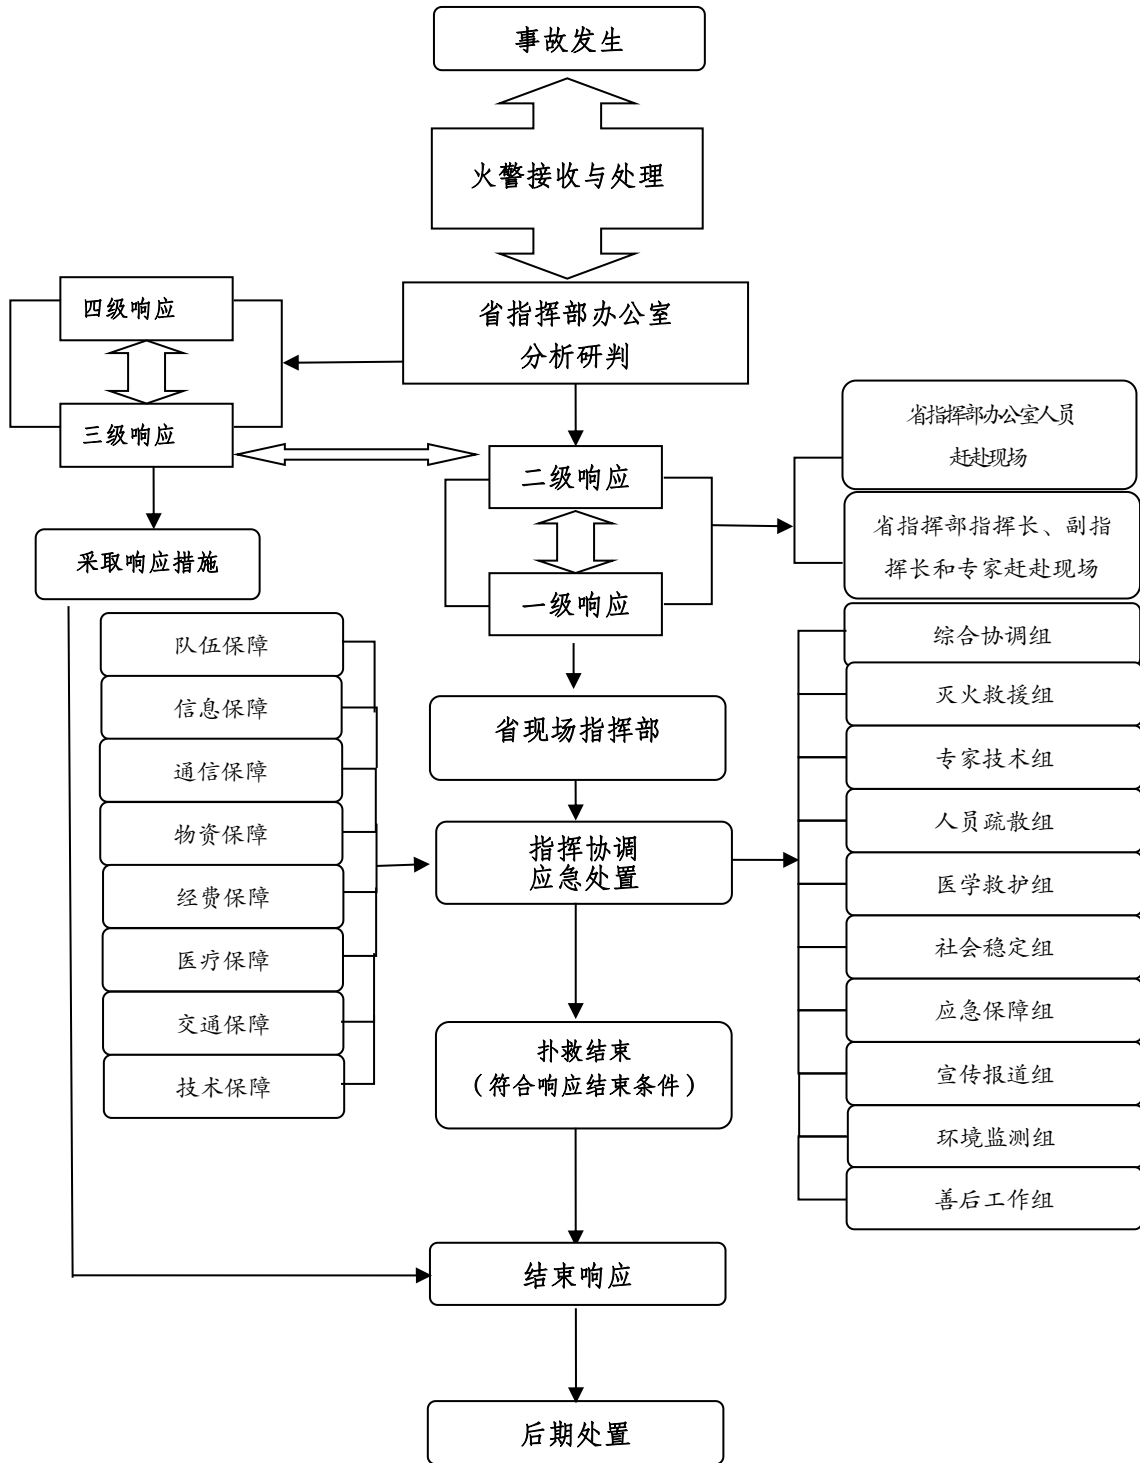 事故发生
火警接收与处理
省指挥部办公室
分析研判
四级响应
三级响应
采取响应措施
二级响应
一级响应
省指挥部办公室人员
赶赴现场
省指挥部指挥长、副指
挥长和专家赶赴现场
省现场指挥部
指挥协调
应急处置
队伍保障
信息保障
通信保障
物资保障
经费保障
医疗保障
交通保障
技术保障
综合协调组
灭火救援组
专家技术组
人员疏散组
医学救护组
社会稳定组
应急保障组
宣传报道组
环境监测组
善后工作组
扑救结束
（符合响应结束条件）
结束响应
后期处置